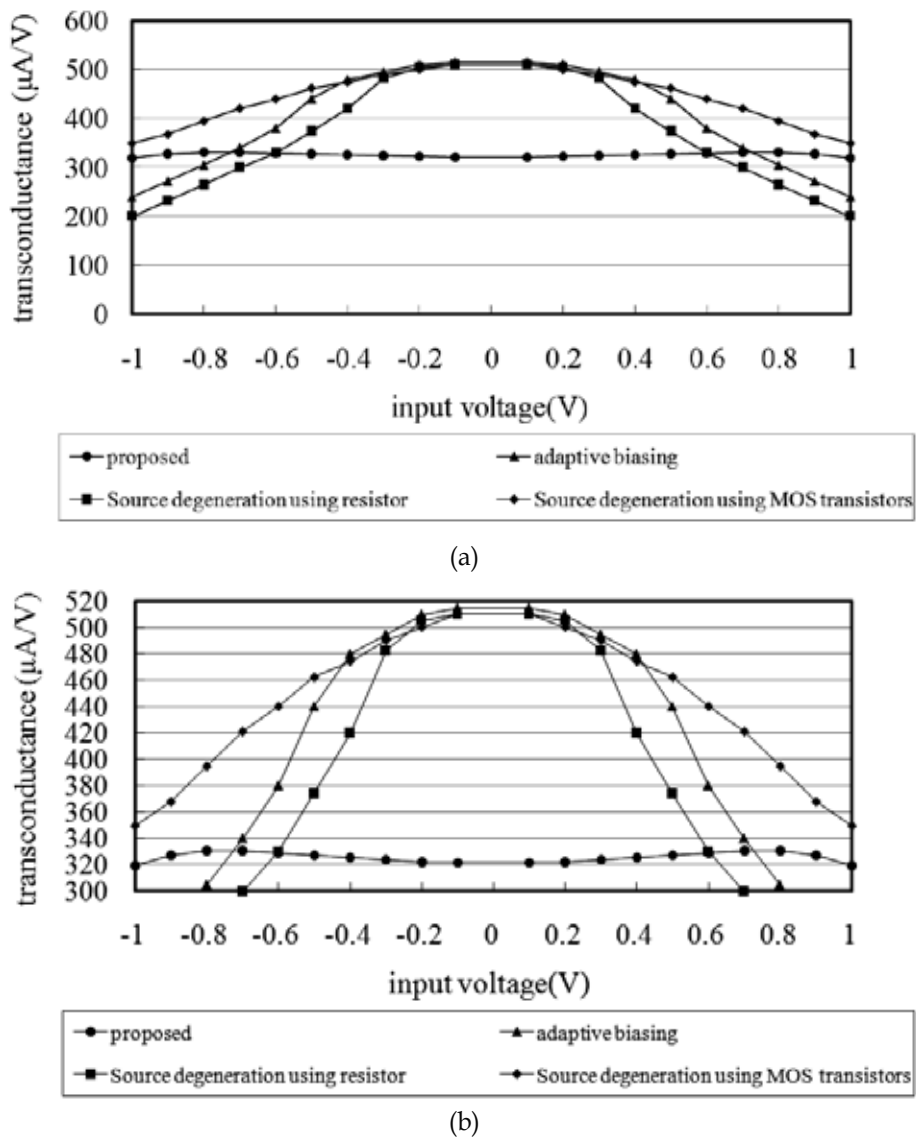 600
500
400
300
200
100
0
transconductance (μA/V)
-1 -0.8 -0.6 -0.4 -0.2 0 0.2 0.4 0.6 0.8 1
input voltage(V)
proposed adaptive biasing
Source degeneration using resistor Source degeneration using MOS transistors
(a)
520
500
480
460
440
420
400
380
360
340
320
300
transconductance (μA/V)
-1 -0.8 -0.6 -0.4 -0.2 0 0.2 0.4 0.6 0.8 1
input voltage(V)
proposed adaptive biasing
Source degeneration using resistor Source degeneration using MOS transistors
(b)